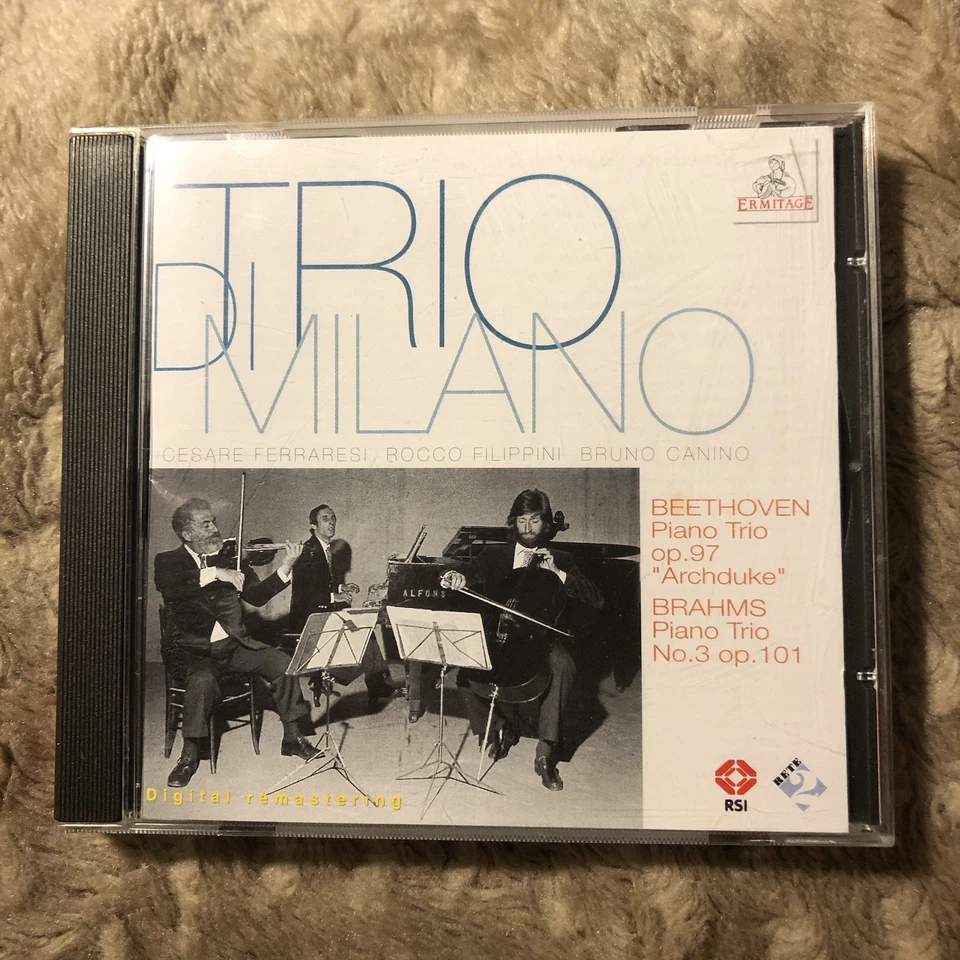 ERMITAGE
TRIO
DI
MILANO
CESARE FERRARESI ROCCO FILIPPINI BRUNO CANINO
BEETHOVEN
Piano Trio
op.97
"Archduke"
BRAHMS
Piano Trio
No.3 op.101
ALFONS
Digital remastering
RSI
RETE
2